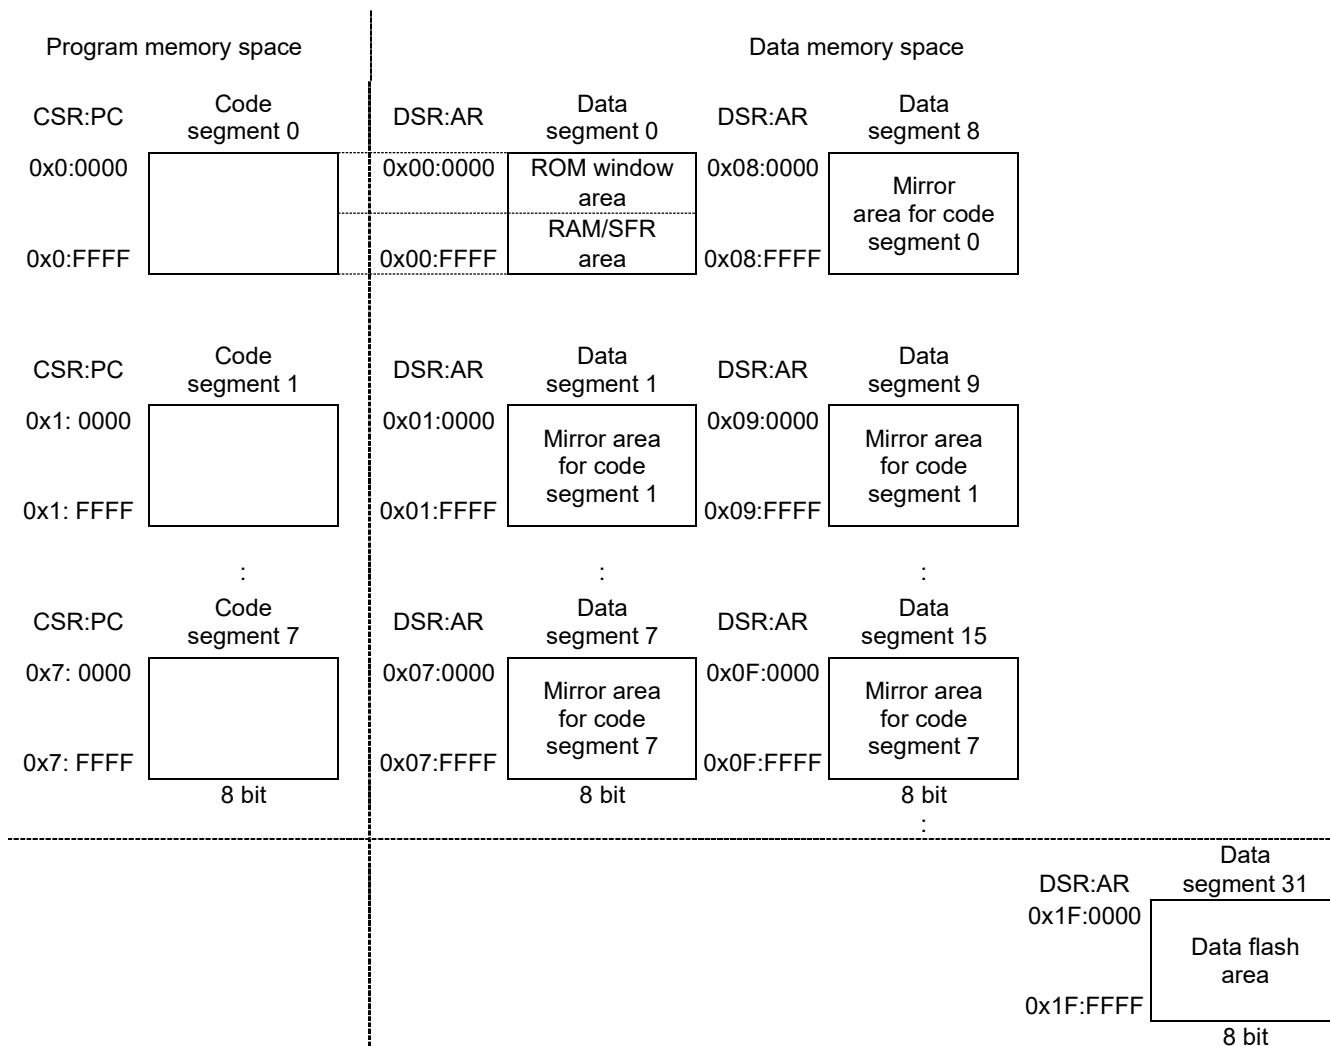 Program memory space
Data memory space
CSR:PC
Code
segment 0
DSR:AR
Data
segment 0
DSR:AR
Data
segment 8
0x0:0000
0x00:0000
ROM window
area
0x08:0000
Mirror
area for code
segment 0
RAM/SFR
area
0x0:FFFF
0x00:FFFF
0x08:FFFF
CSR:PC
Code
segment 1
DSR:AR
Data
segment 1
DSR:AR
Data
segment 9
0x1: 0000
0x01:0000
Mirror area
for code
segment 1
0x09:0000
Mirror area
for code
segment 1
0x1: FFFF
0x01:FFFF
0x09:FFFF
:
:
:
CSR:PC
Code
segment 7
DSR:AR
Data
segment 7
DSR:AR
Data
segment 15
0x7: 0000
0x07:0000
Mirror area
for code
segment 7
0x0F:0000
Mirror area
for code
segment 7
0x7: FFFF
0x07:FFFF
0x0F:FFFF
8 bit
8 bit
8 bit
:
DSR:AR
Data
segment 31
0x1F:0000
Data flash
area
0x1F:FFFF
8 bit